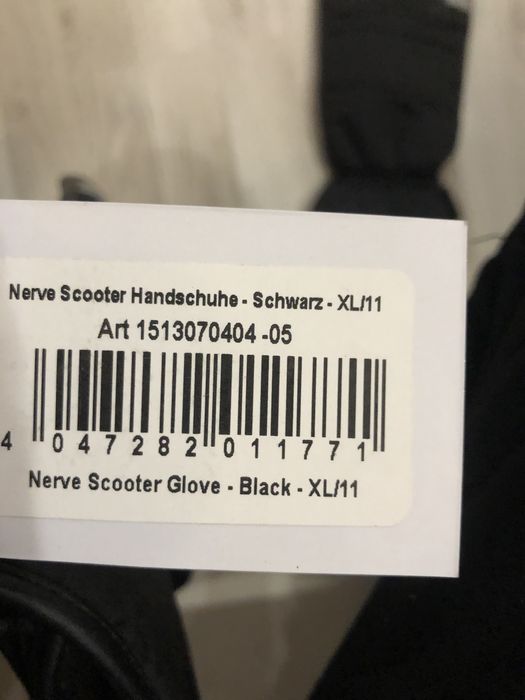 Nerve Scooter Handschuhe - Schwarz - XL/11
Art 1513070404 -05
4 047282 011771
Nerve Scooter Glove - Black - XL/11